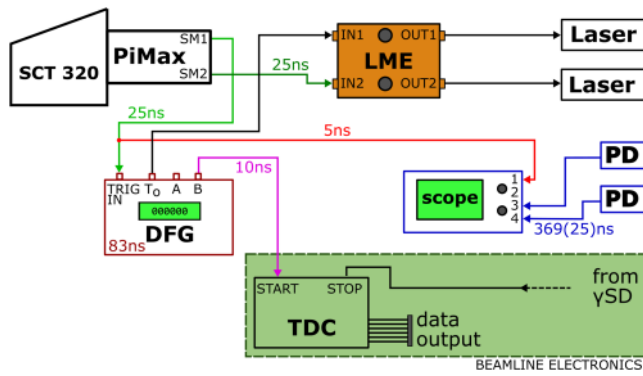 SCT 320
PiMax
SM1
SM2
25ns
25ns
IN1
OUT1
LME
IN2
OUT2
Laser
Laser
5ns
10ns
TRIG
IN
T₀
A
B
000000
DFG
83ns
scope
1
2
3
4
PD
PD
369(25)ns
START
STOP
TDC
from
γSD
data
output
BEAMLINE ELECTRONICS